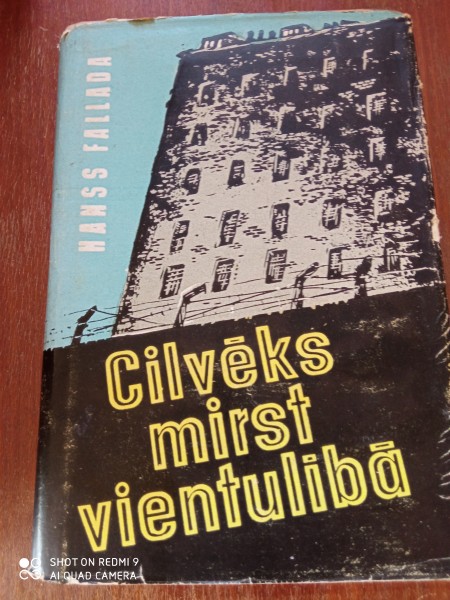 HANSS FALLADA
Cilvēks
mirst
vientulībā
SHOT ON REDMI 9
AI QUAD CAMERA